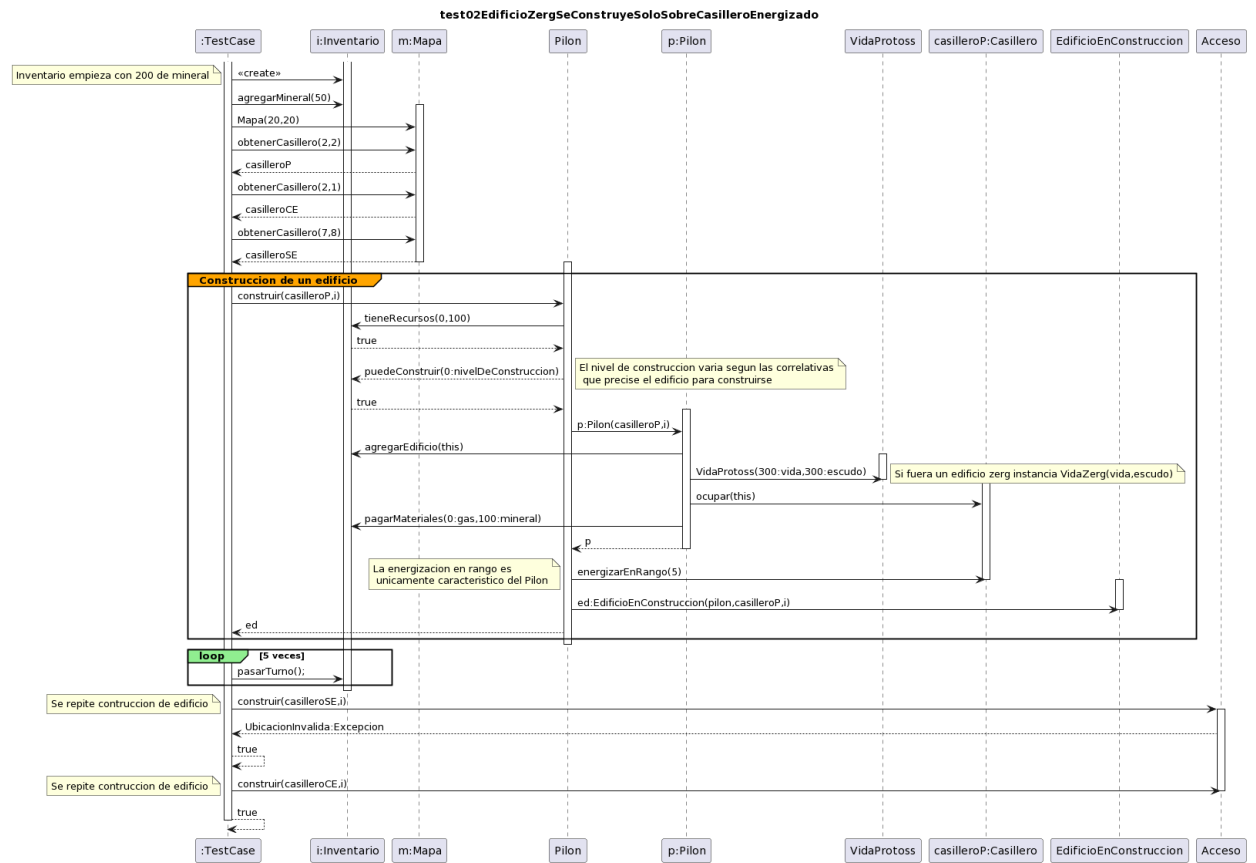 test02EdificioZergSeConstruyeSoloSobreCasilleroEnergizado
:TestCase i:Inventario m:Mapa Pilon p:Pilon VidaProtoss casilleroP:Casillero EdificioEnConstruccion Acceso
Inventario empieza con 200 de mineral
«create»
agregarMineral(50)
Mapa(20,20)
obtenerCasillero(2,2)
casilleroP
obtenerCasillero(2,1)
casilleroCE
obtenerCasillero(7,8)
casilleroSE
Construccion de un edificio
construir(casilleroP,i)
tieneRecursos(0,100)
true
puedeConstruir(0:nivelDeConstruccion)
El nivel de construccion varia segun las correlativas
que precise el edificio para construirse
true
p:Pilon(casilleroP,i)
agregarEdificio(this)
VidaProtoss(300:vida,300:escudo)
Si fuera un edificio zerg instancia VidaZerg(vida,escudo)
ocupar(this)
pagarMateriales(0:gas,100:mineral)
p
La energizacion en rango es
unicamente caracteristico del Pilon
energizarEnRango(5)
ed:EdificioEnConstruccion(pilon,casilleroP,i)
ed
loop [5 veces]
pasarTurno();
Se repite contruccion de edificio
construir(casilleroSE,i)
UbicacionInvalida:Excepcion
true
Se repite contruccion de edificio
construir(casilleroCE,i)
true
:TestCase i:Inventario m:Mapa Pilon p:Pilon VidaProtoss casilleroP:Casillero EdificioEnConstruccion Acceso